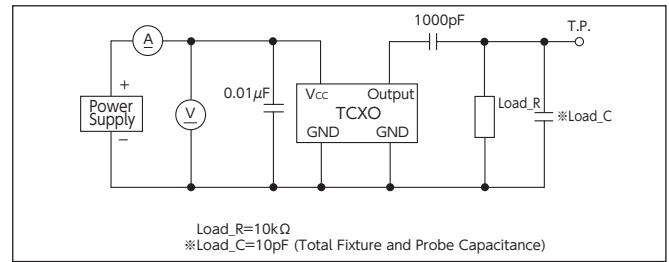 1000pF
T.P.
A
+
Power
Supply
−
V
0.01μF
Vcc Output
TCXO
GND GND
Load_R
※Load_C
Load_R=10kΩ
※Load_C=10pF (Total Fixture and Probe Capacitance)